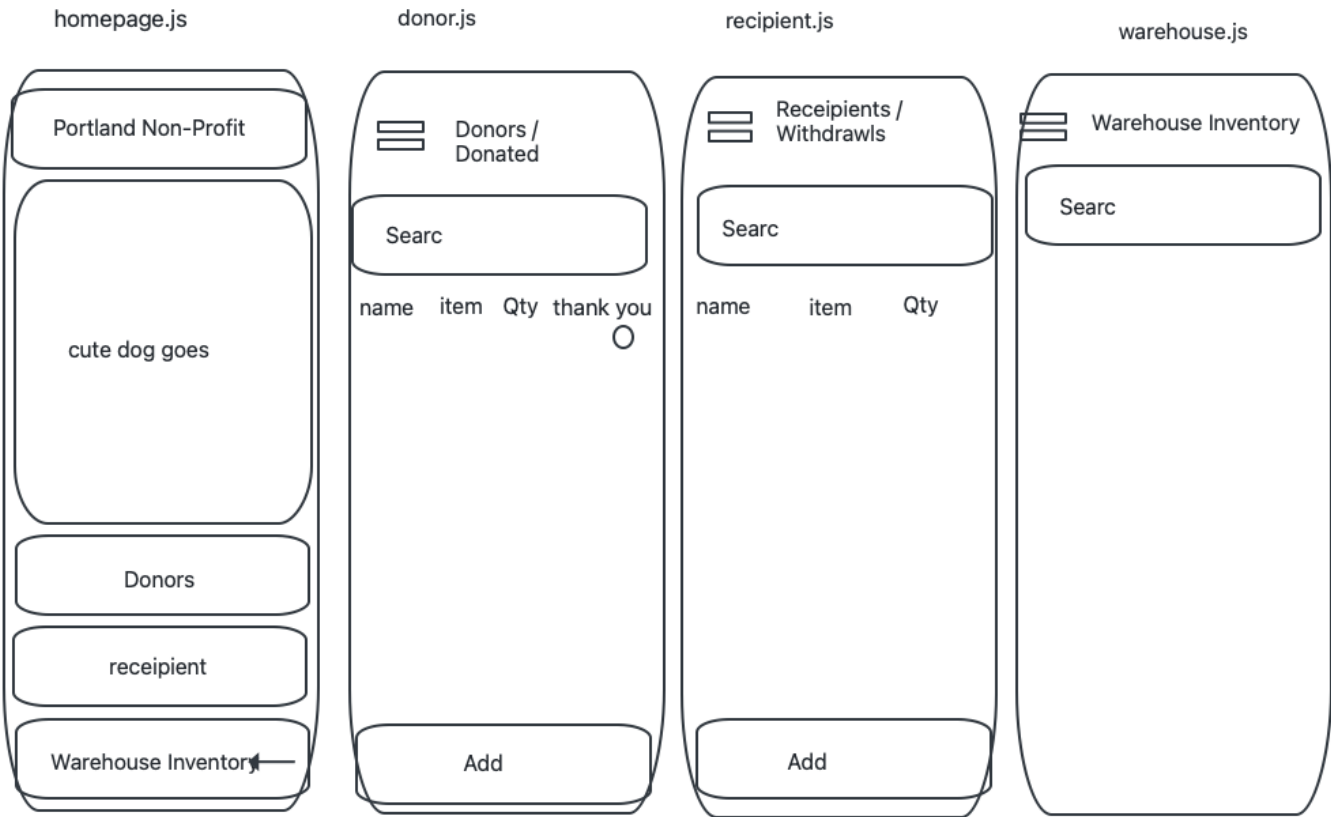 homepage.js
donor.js
recipient.js
warehouse.js
Portland Non-Profit
cute dog goes
Donors
receipient
Warehouse Inventory
Donors /
Donated
Searc
name item Qty thank you
Add
Receipients /
Withdrawls
Searc
name item Qty
Add
Warehouse Inventory
Searc